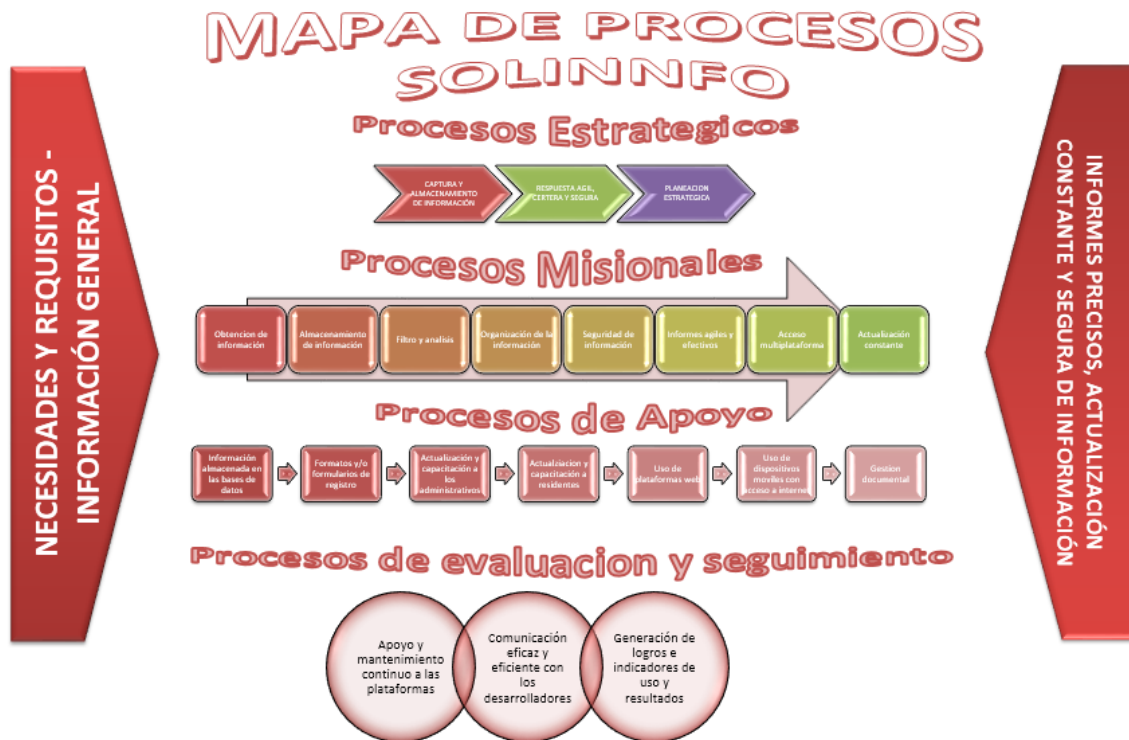 MAPA DE PROCESOS
SOLINNFO
Procesos Estrategicos
CAPTURA Y
ALMACENAMIENTO
DE INFORMACIÓN
RESPUESTA AGIL,
CERTERA Y SEGURA
PLANEACION
ESTRATEGICA
NECESIDADES Y REQUISITOS -
INFORMACIÓN GENERAL
INFORMES PRECISOS, ACTUALIZACIÓN
CONSTANTE Y SEGURA DE INFORMACIÓN
Procesos Misionales
Obtencion de
información
Almacenamiento
de información
Filtro y analisis
Organización de la
información
Seguridad de
información
Informes agiles y
efectivos
Acceso
multiplataforma
Actualización
constante
Procesos de Apoyo
Información
almacenada en
las bases de
datos
Formatos y/o
formularios de
registro
Actualización y
capacitación a
los
administrativos
Actualziacion y
capacitación a
residentes
Uso de
plataformas web
Uso de
dispositivos
moviles con
acceso a internet
Gestion
documental
Procesos de evaluacion y seguimiento
Apoyo y
mantenimiento
continuo a las
plataformas
Comunicación
eficaz y
eficiente con
los
desarrolladores
Generación de
logros e
indicadores de
uso y
resultados